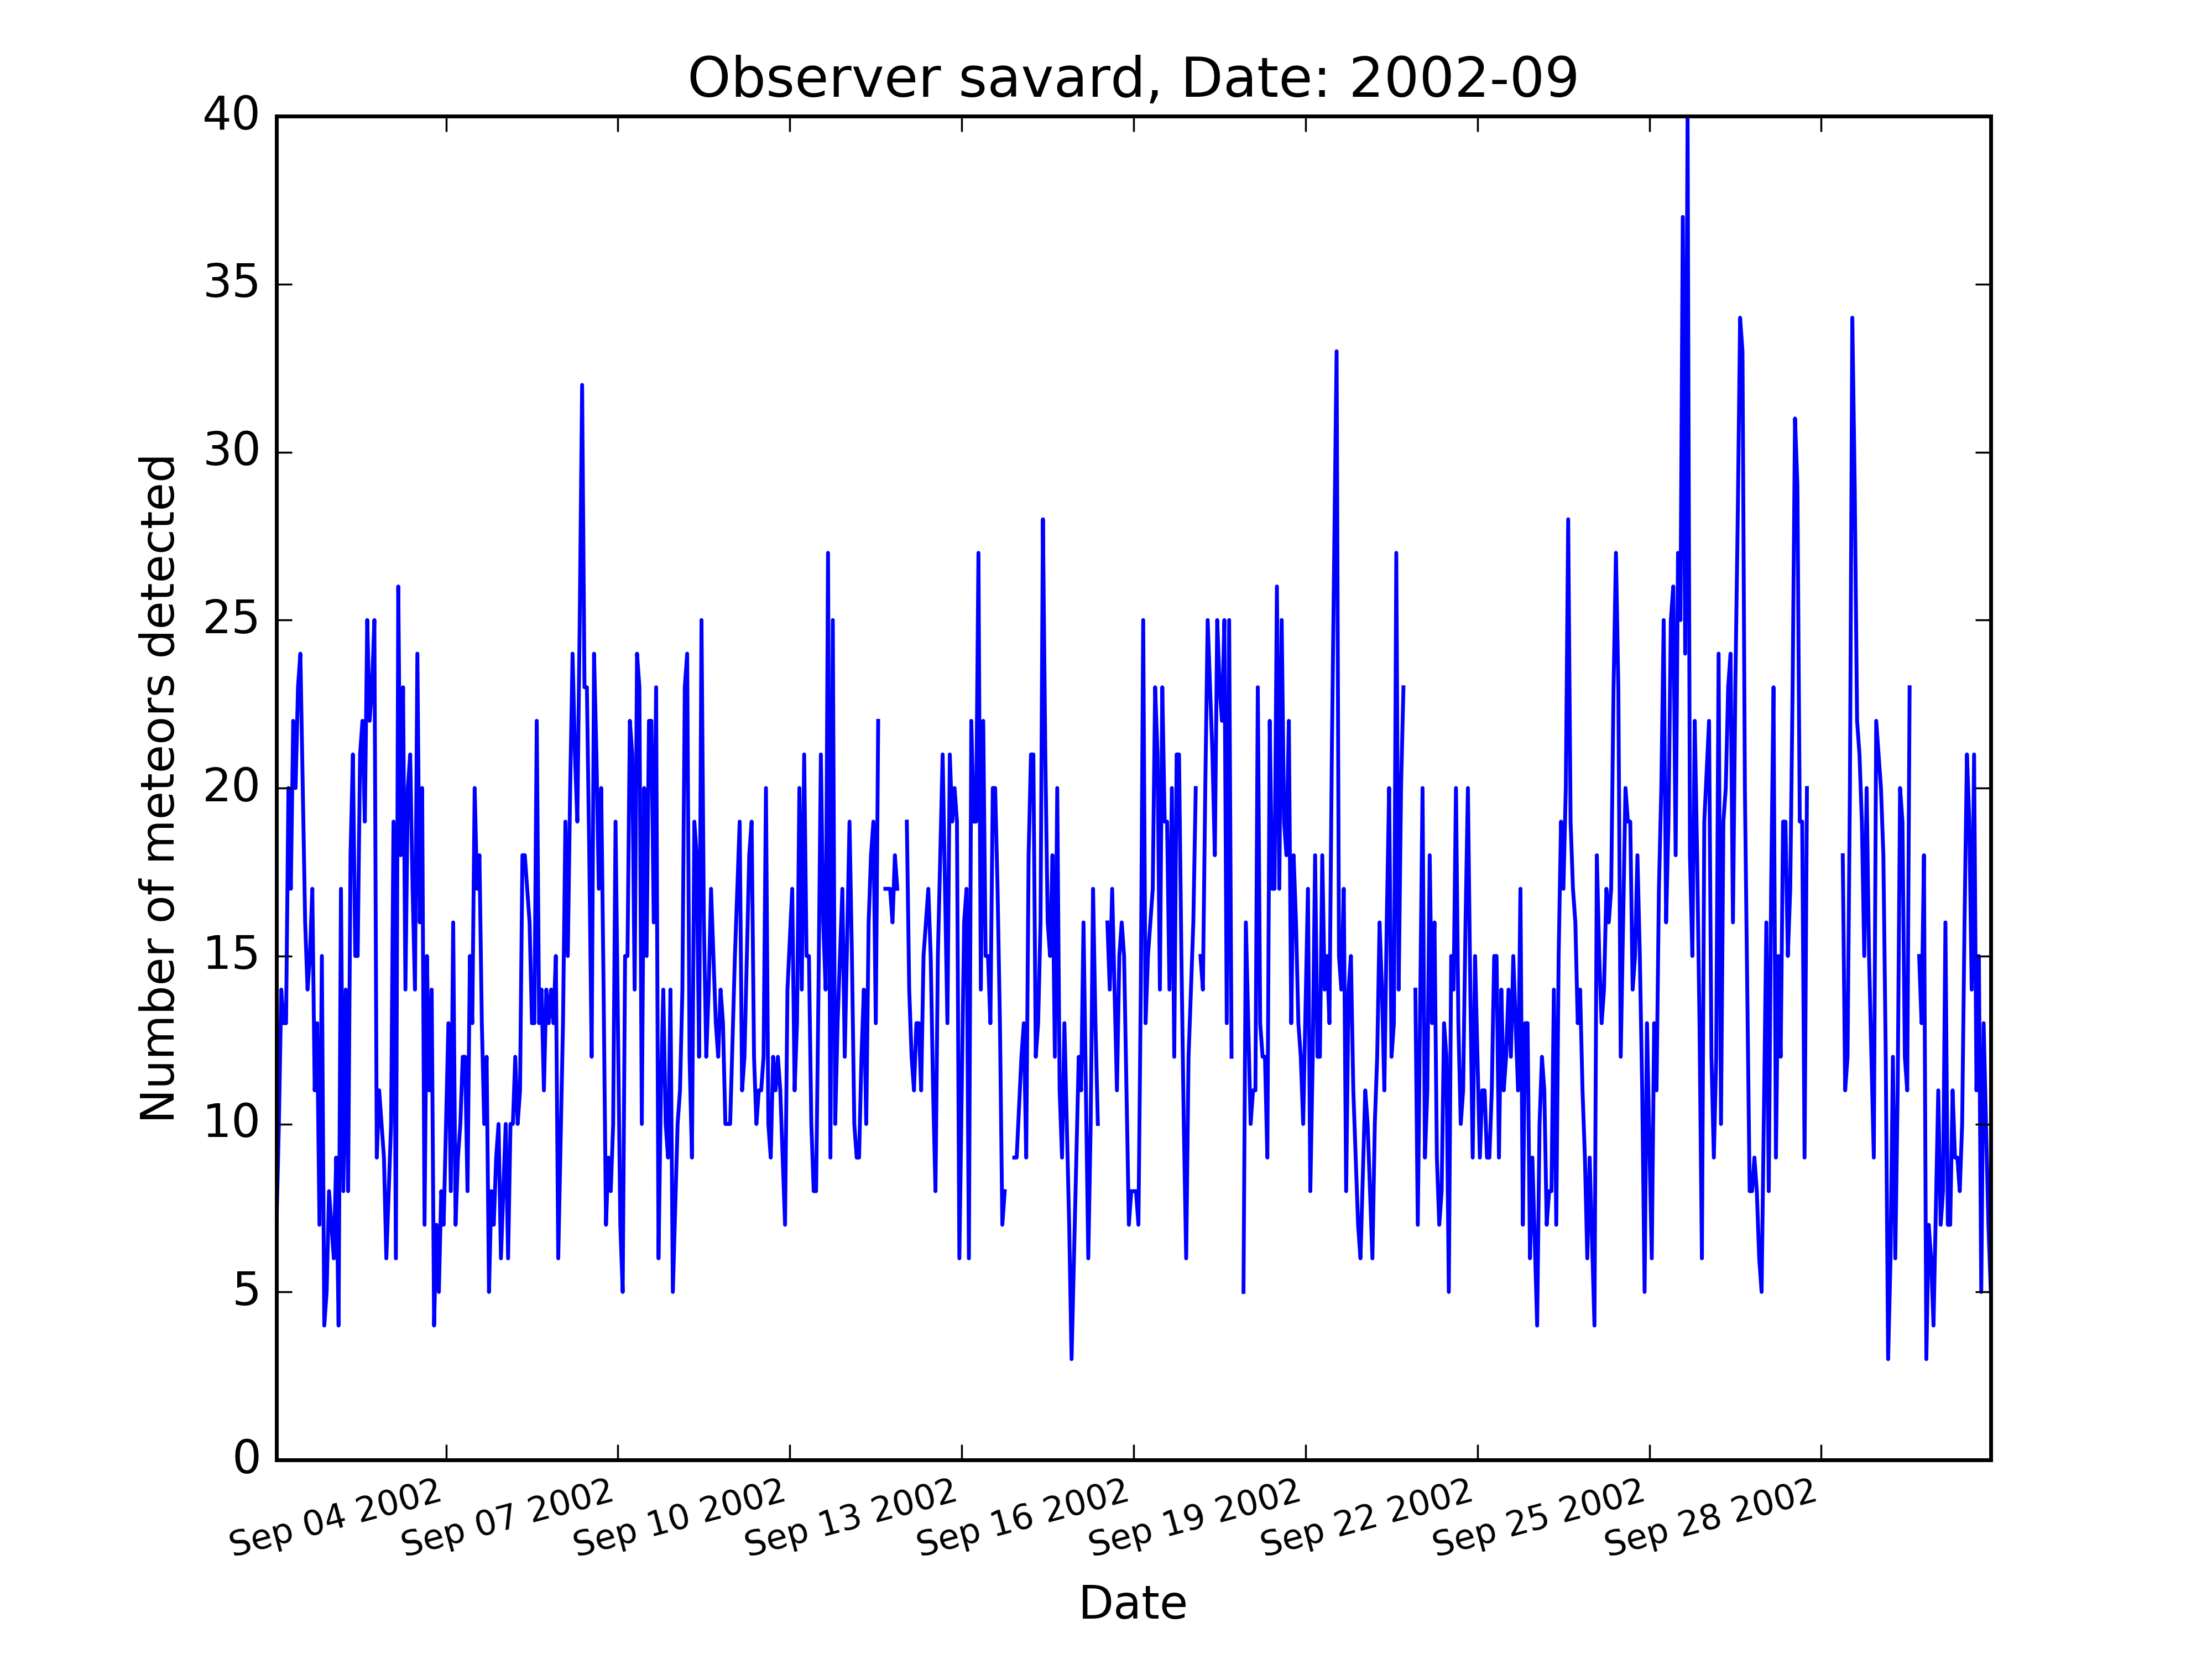 Observer savard, Date: 2002-09
40
35
30
25
20
15
10
5
0
Number of meteors detected
Sep 04 2002
Sep 07 2002
Sep 10 2002
Sep 13 2002
Sep 16 2002
Sep 19 2002
Sep 22 2002
Sep 25 2002
Sep 28 2002
Date